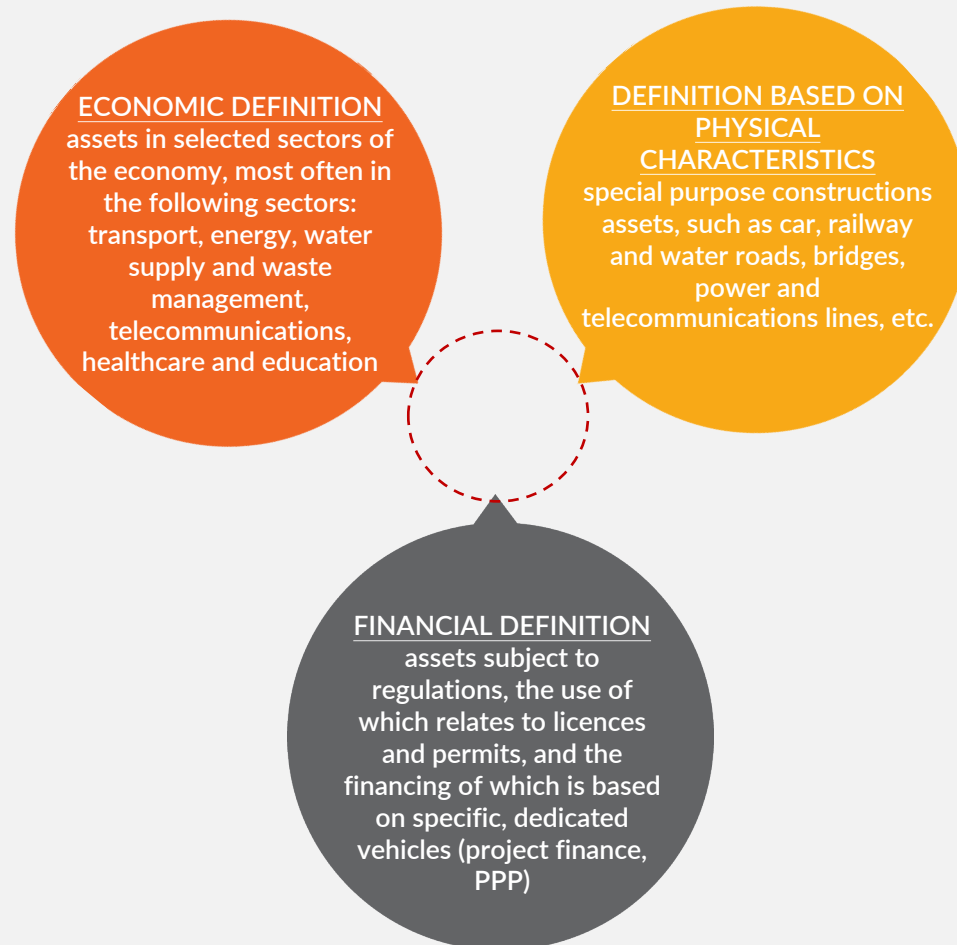 ECONOMIC DEFINITION
assets in selected sectors of
the economy, most often in
the following sectors:
transport, energy, water
supply and waste
management,
telecommunications,
healthcare and education
DEFINITION BASED ON
PHYSICAL
CHARACTERISTICS
special purpose constructions
assets, such as car, railway
and water roads, bridges,
power and
telecommunications lines, etc.
FINANCIAL DEFINITION
assets subject to
regulations, the use of
which relates to licences
and permits, and the
financing of which is based
on specific, dedicated
vehicles (project finance,
PPP)